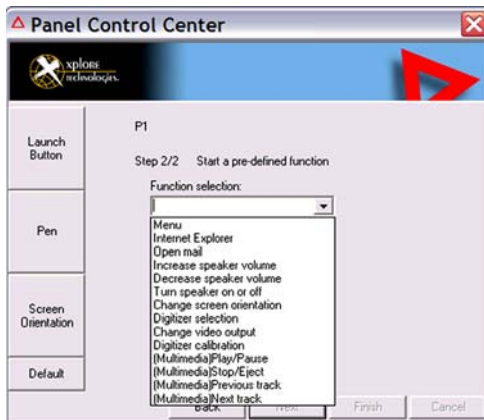 Panel Control Center
xplore
technologies.
Launch
Button
Pen
Screen
Orientation
Default
P1
Step 2/2 Start a pre-defined function
Function selection:
Menu
Internet Explorer
Open mail
Increase speaker volume
Decrease speaker volume
Turn speaker on or off
Change screen orientation
Digitizer selection
Change video output
Digitizer calibration
(Multimedia)Play/Pause
(Multimedia)Stop/Eject
(Multimedia)Previous track
(Multimedia)Next track
Back Next Finish Cancel